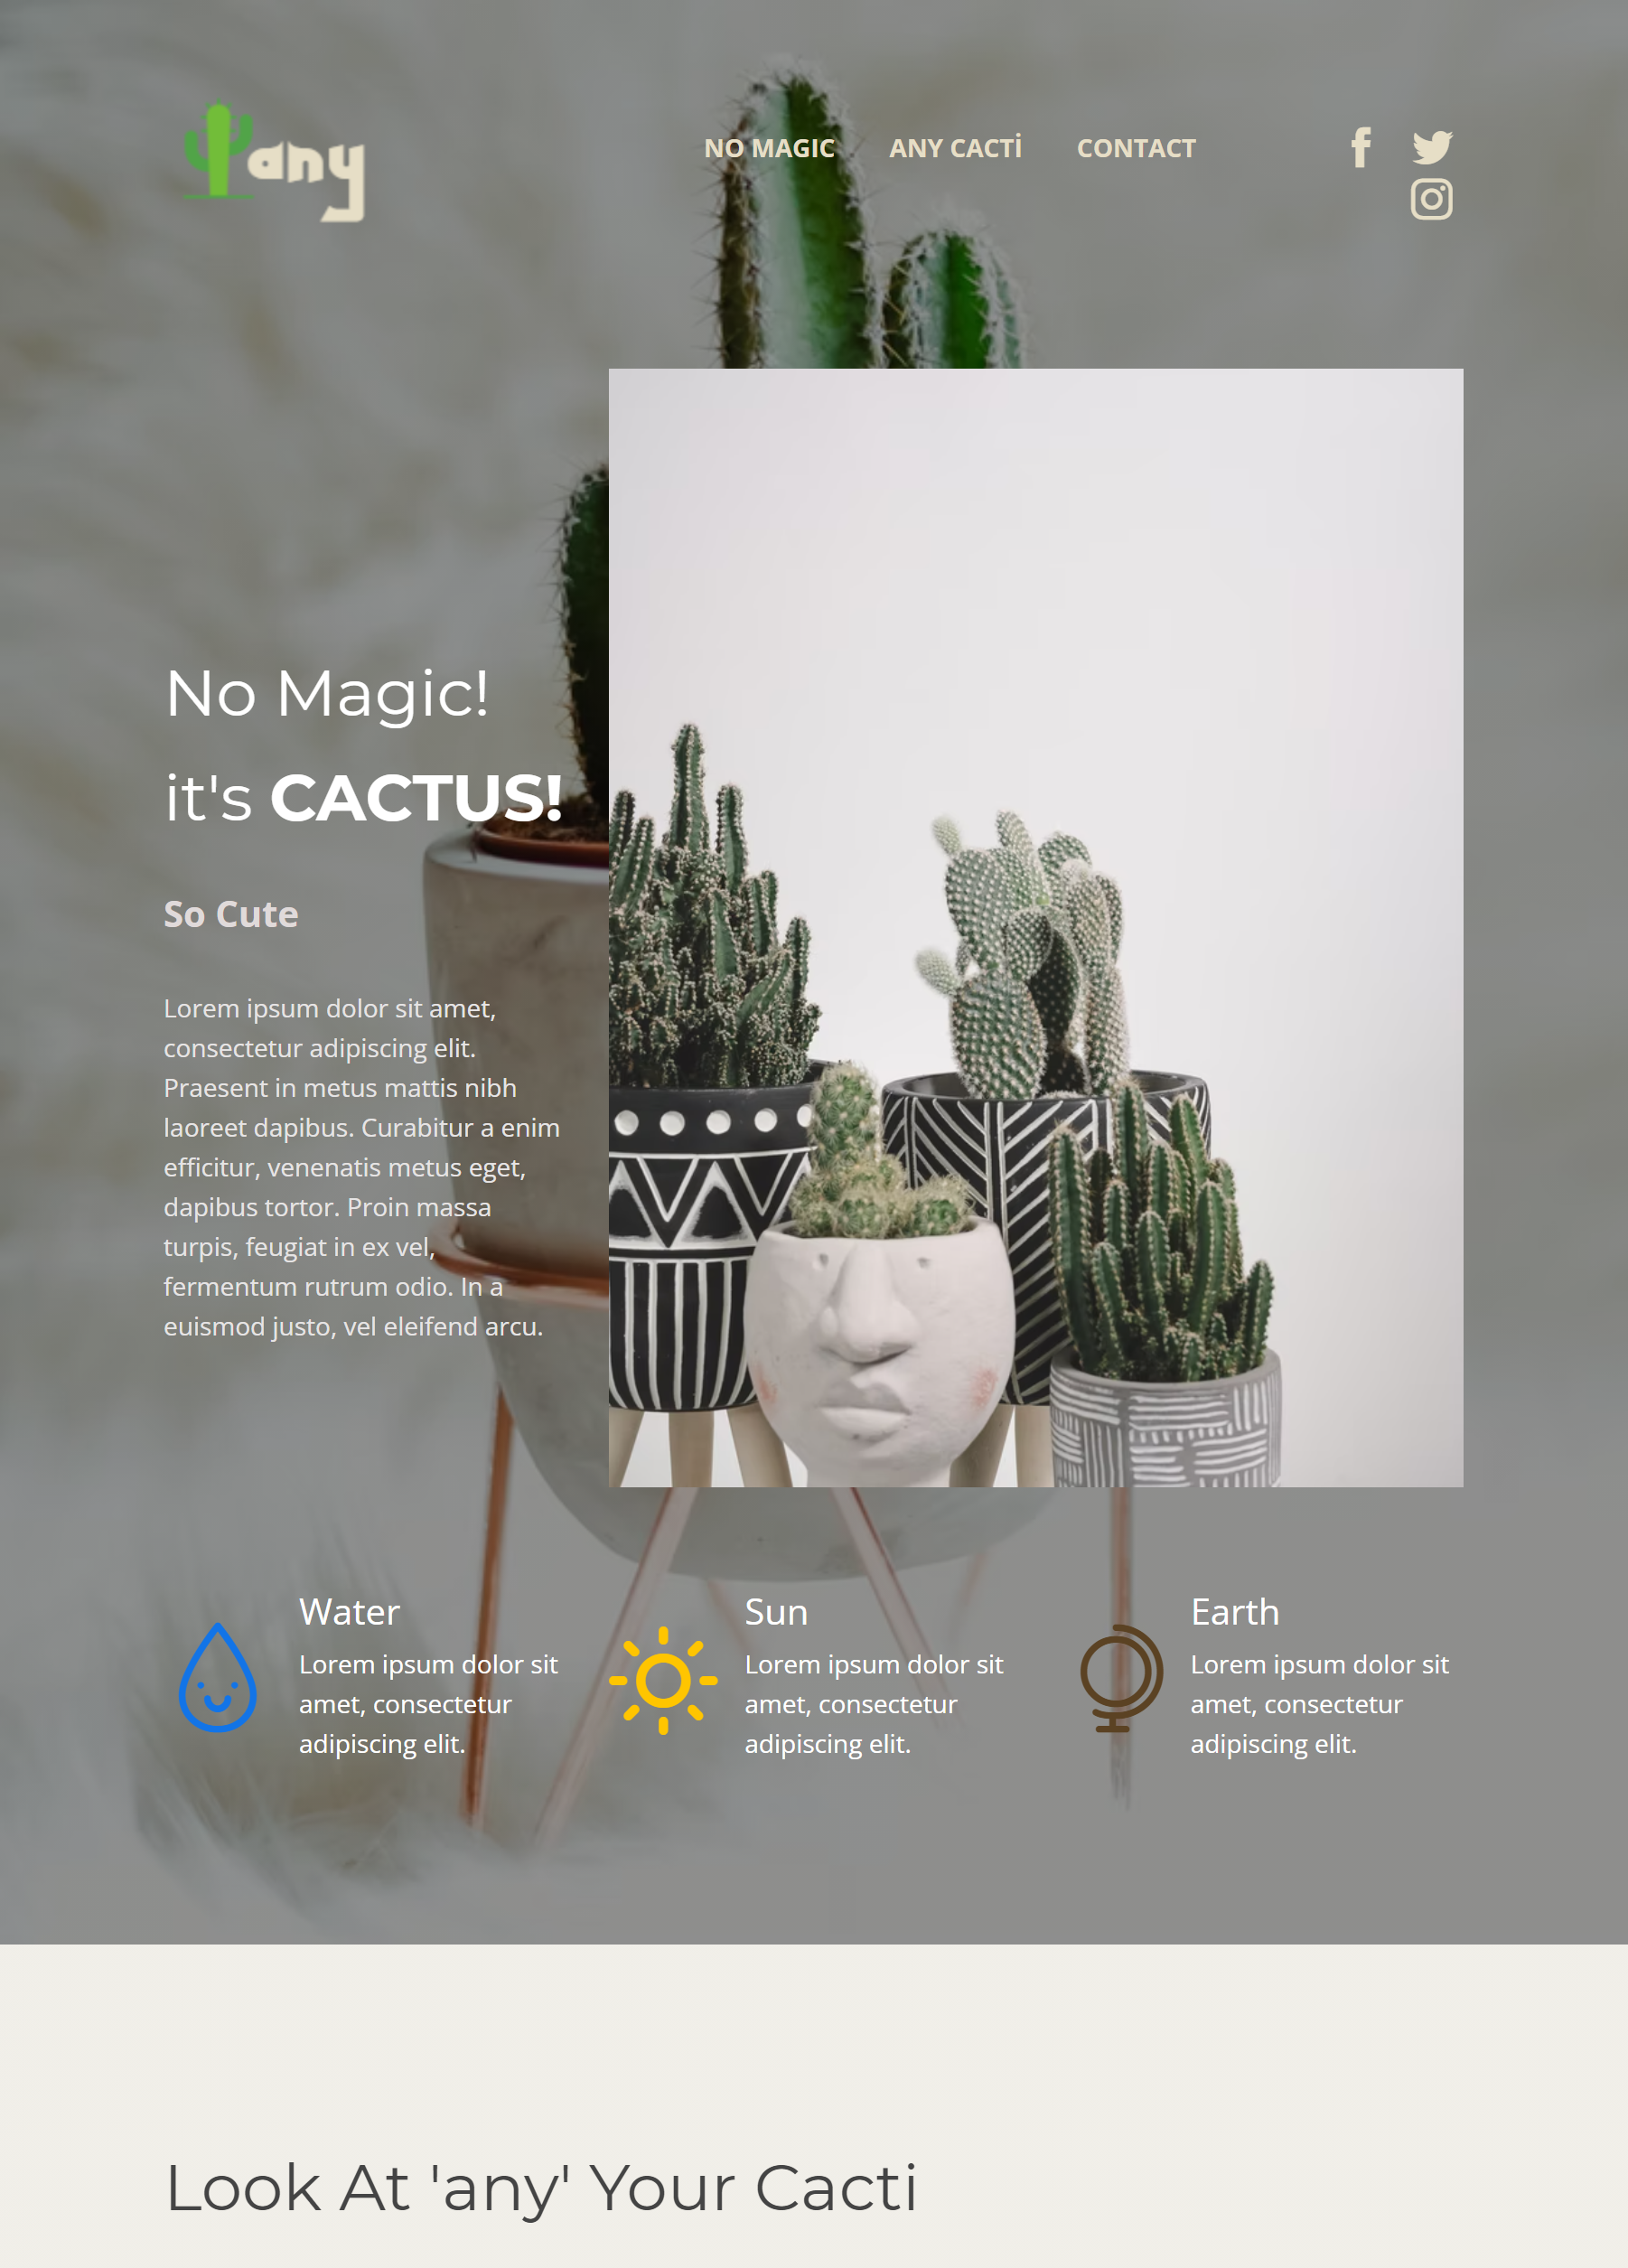 any
NO MAGIC ANY CACTİ CONTACT
No Magic!
it's CACTUS!
So Cute
Lorem ipsum dolor sit amet,
consectetur adipiscing elit.
Praesent in metus mattis nibh
laoreet dapibus. Curabitur a enim
efficitur, venenatis metus eget,
dapibus tortor. Proin massa
turpis, feugiat in ex vel,
fermentum rutrum odio. In a
euismod justo, vel eleifend arcu.
Water
Lorem ipsum dolor sit
amet, consectetur
adipiscing elit.
Sun
Lorem ipsum dolor sit
amet, consectetur
adipiscing elit.
Earth
Lorem ipsum dolor sit
amet, consectetur
adipiscing elit.
Look At 'any' Your Cacti